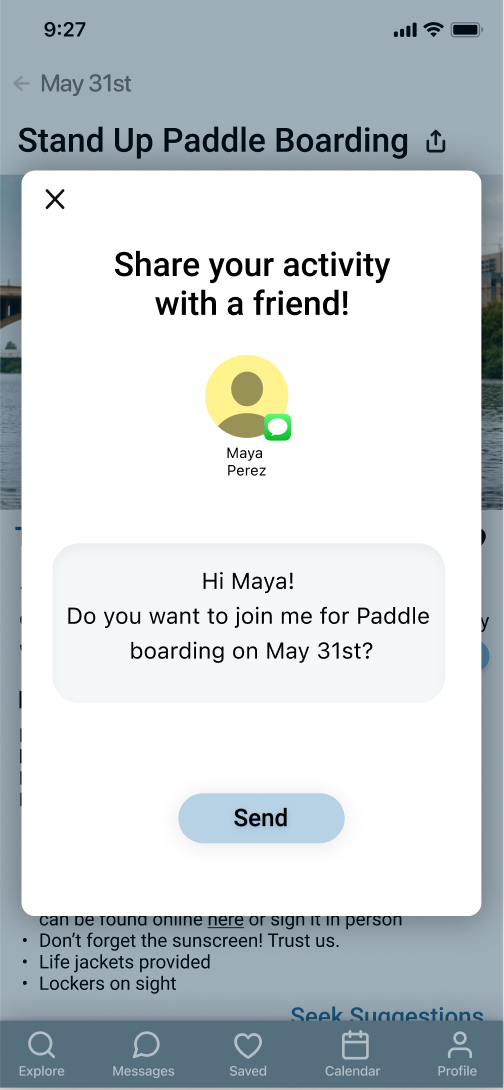 9:27
May 31st
Stand Up Paddle Boarding
Share your activity
with a friend!
Maya
Perez
Hi Maya!
Do you want to join me for Paddle
boarding on May 31st?
Send
can be found online here or sign it in person
• Don’t forget the sunscreen! Trust us.
• Life jackets provided
• Lockers on sight
Seek Suggestions
Explore
Messages
Saved
Calendar
Profile